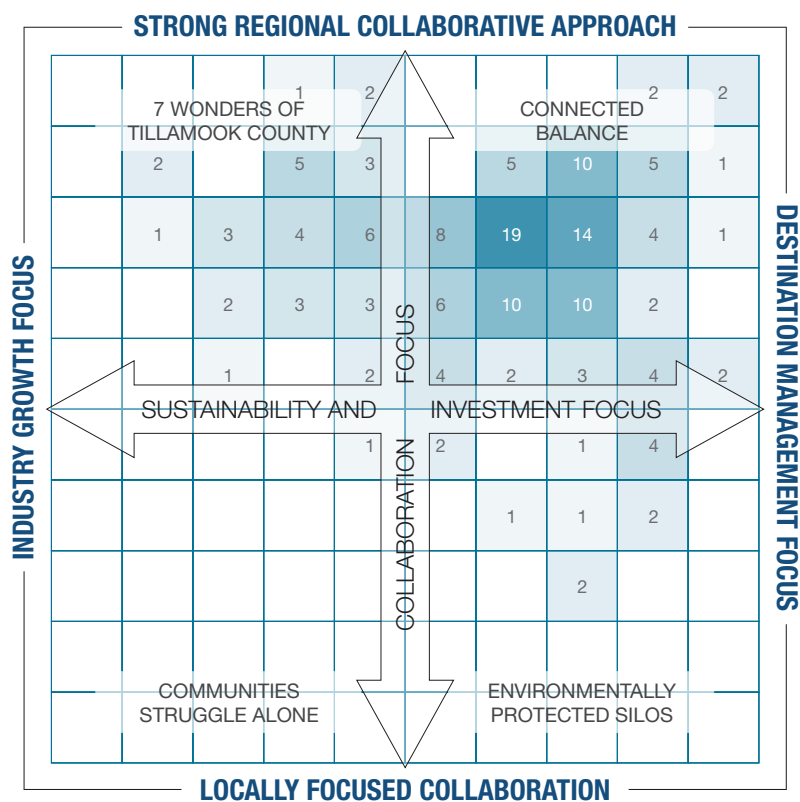 STRONG REGIONAL COLLABORATIVE APPROACH
1 2 2 2
7 WONDERS OF
TILLAMOOK COUNTY
CONNECTED
BALANCE
2 5 3 5 10 5 1
1 3 4 6 8 19 14 4 1
2 3 3 6 10 10 2
1 2 4 2 3 4 2
SUSTAINABILITY AND INVESTMENT FOCUS
COLLABORATION FOCUS
INDUSTRY GROWTH FOCUS
DESTINATION MANAGEMENT FOCUS
1 2 1 4
1 1 2
2
COMMUNITIES
STRUGGLE ALONE
ENVIRONMENTALLY
PROTECTED SILOS
LOCALLY FOCUSED COLLABORATION